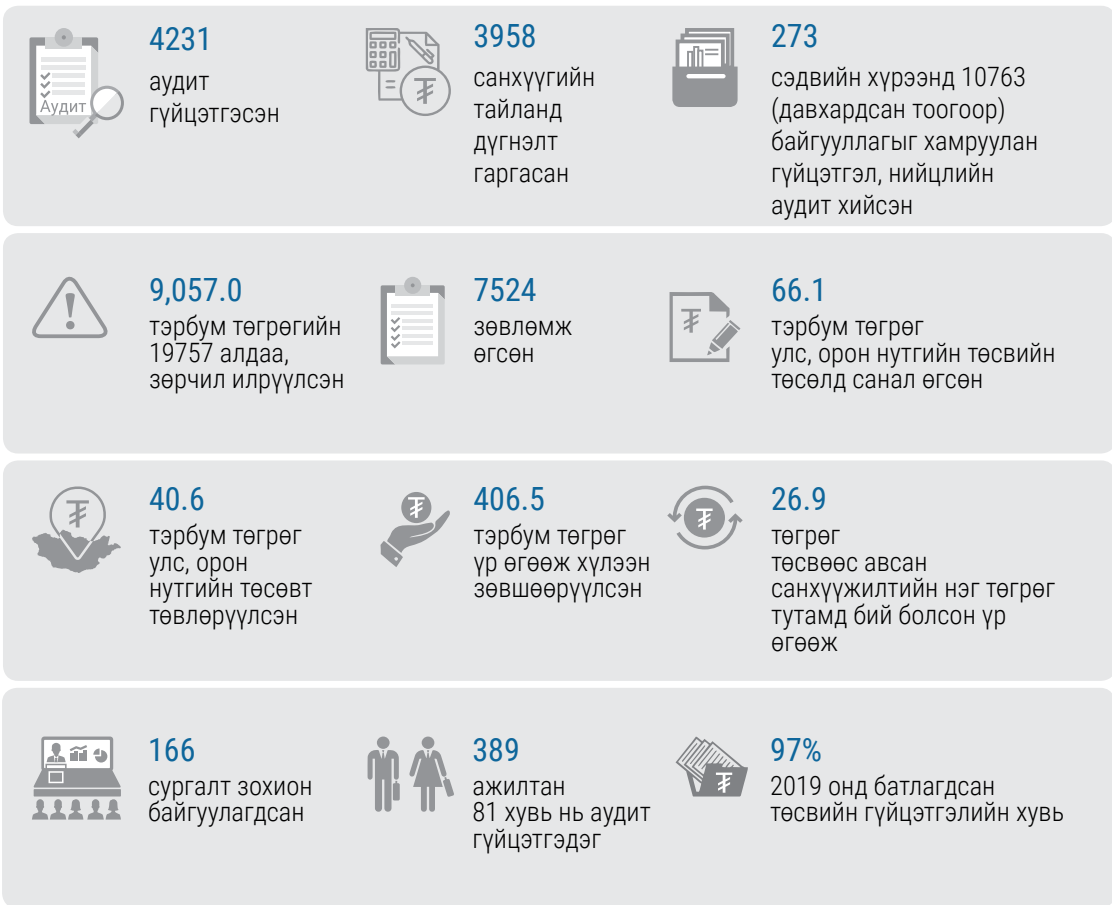 Аудит
4231
аудит
гүйцэтгэсэн
3958
санхүүгийн
тайланд
дүгнэлт
гаргасан
273
сэдвийн хүрээнд 10763
(давхардсан тоогоор)
байгууллагыг хамруулан
гүйцэтгэл, нийцлийн
аудит хийсэн
9,057.0
тэрбум төгрөгийн
19757 алдаа,
зөрчил илрүүлсэн
7524
зөвлөмж
өгсөн
66.1
тэрбум төгрөг
улс, орон нутгийн төсвийн
төсөлд санал өгсөн
40.6
тэрбум төгрөг
улс, орон
нутгийн төсөвт
төвлөрүүлсэн
406.5
тэрбум төгрөг
үр өгөөж хүлээн
зөвшөөрүүлсэн
26.9
төгрөг
төсвөөс авсан
санхүүжилтийн нэг төгрөг
тутамд бий болсон үр
өгөөж
166
сургалт зохион
байгуулагдсан
389
ажилтан
81 хувь нь аудит
гүйцэтгэдэг
97%
2019 онд батлагдсан
төсвийн гүйцэтгэлийн хувь